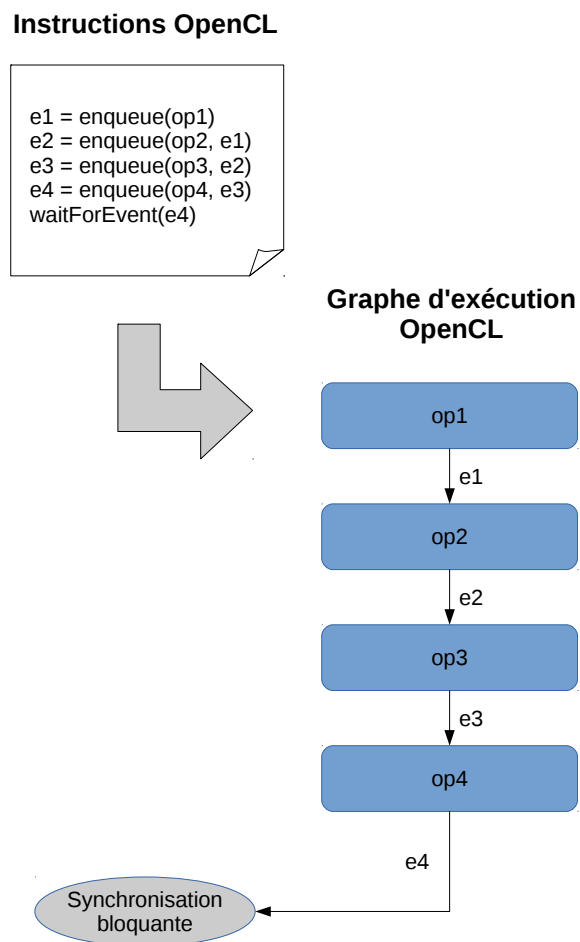 Instructions OpenCL
e1 = enqueue(op1)
e2 = enqueue(op2, e1)
e3 = enqueue(op3, e2)
e4 = enqueue(op4, e3)
waitForEvent(e4)
Graphe d'exécution
OpenCL
op1
e1
op2
e2
op3
e3
op4
e4
Synchronisation
bloquante